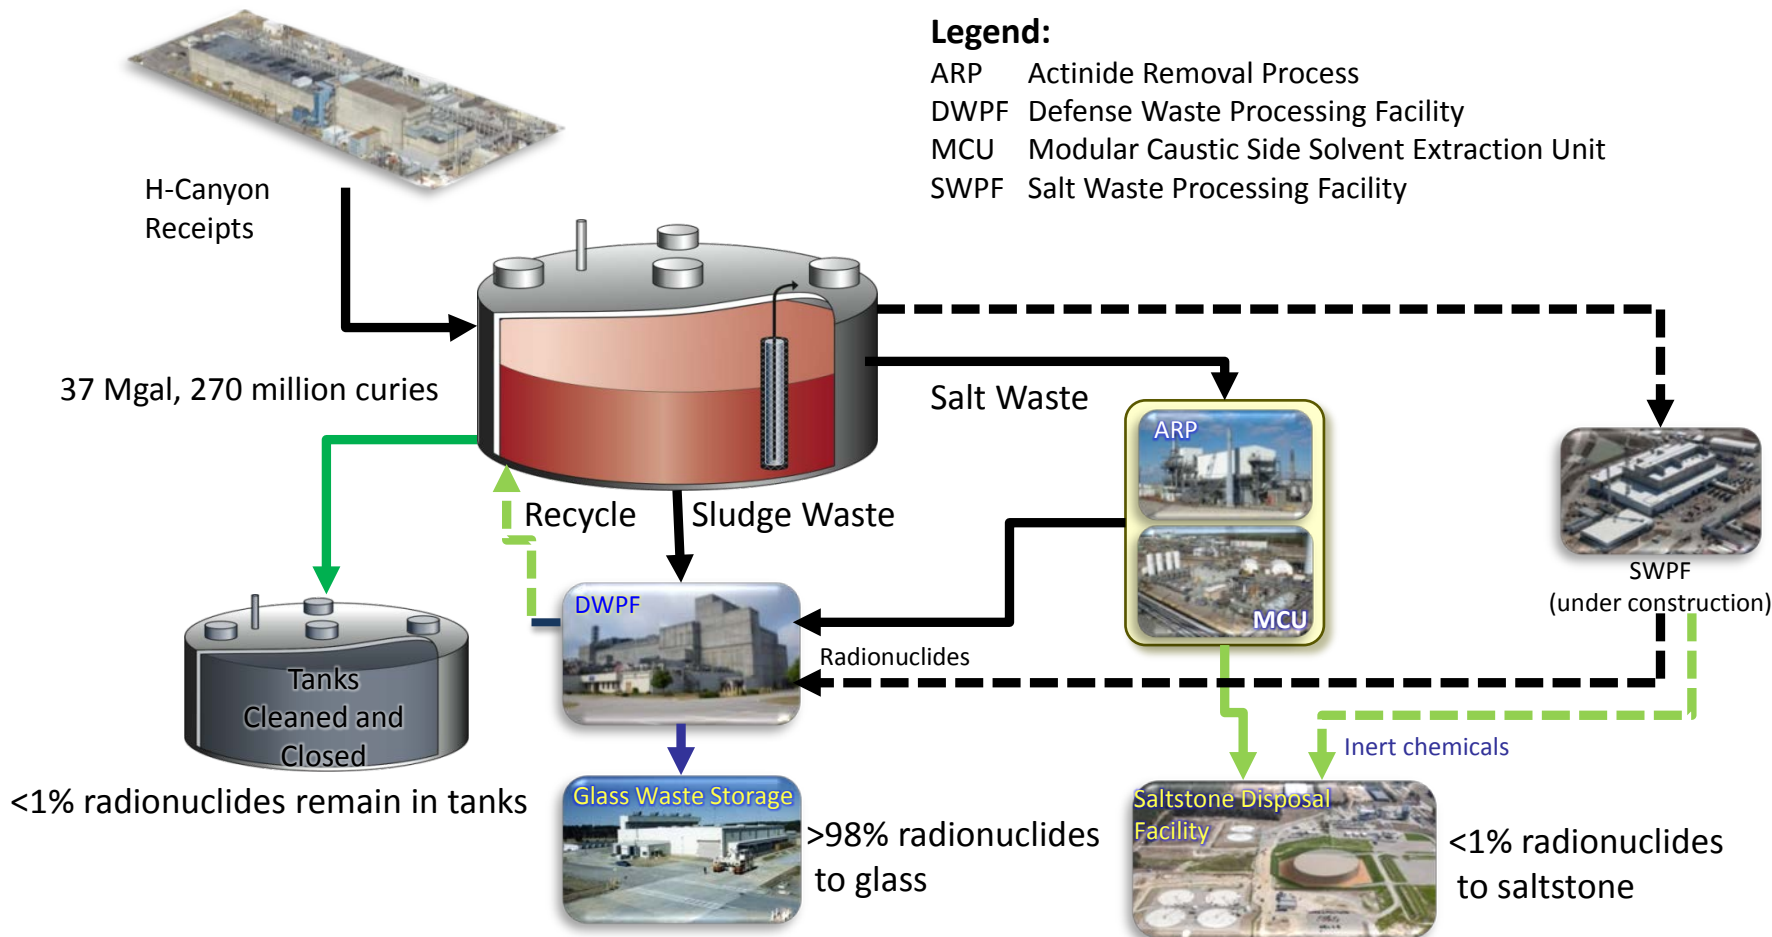 Legend:
ARP Actinide Removal Process
DWPF Defense Waste Processing Facility
MCU Modular Caustic Side Solvent Extraction Unit
SWPF Salt Waste Processing Facility
H-Canyon
Receipts
37 Mgal, 270 million curies
Salt Waste
ARP
MCU
SWPF
(under construction)
Recycle
Sludge Waste
DWPF
Radionuclides
Inert chemicals
Tanks
Cleaned and
Closed
<1% radionuclides remain in tanks
Glass Waste Storage
>98% radionuclides
to glass
Saltstone Disposal
Facility
<1% radionuclides
to saltstone